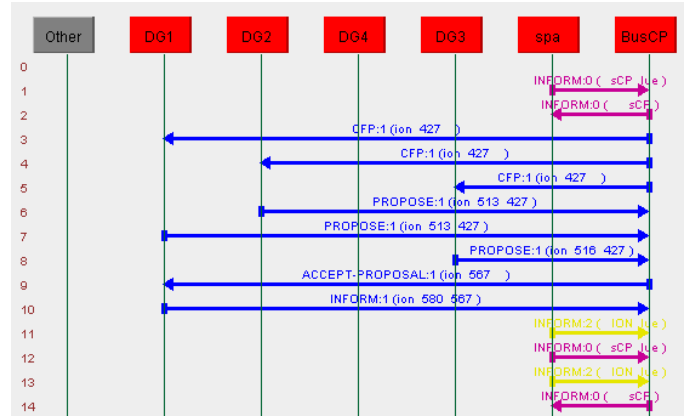 Other DG1 DG2 DG4 DG3 spa BusCP
0
INFORM:0 ( sCP lue )
1
INFORM:0 ( sCP )
2
CFP:1 (ion 427 )
3
CFP:1 (ion 427 )
4
CFP:1 (ion 427 )
5
PROPOSE:1 (ion 513 427 )
6
PROPOSE:1 (ion 513 427 )
7
PROPOSE:1 (ion 516 427 )
8
ACCEPT-PROPOSAL:1 (ion 567 )
9
INFORM:1 (ion 580 567 )
10
INFORM:2 ( ION lue )
11
INFORM:0 ( sCP lue )
12
INFORM:2 ( ION lue )
13
INFORM:0 ( sCP )
14